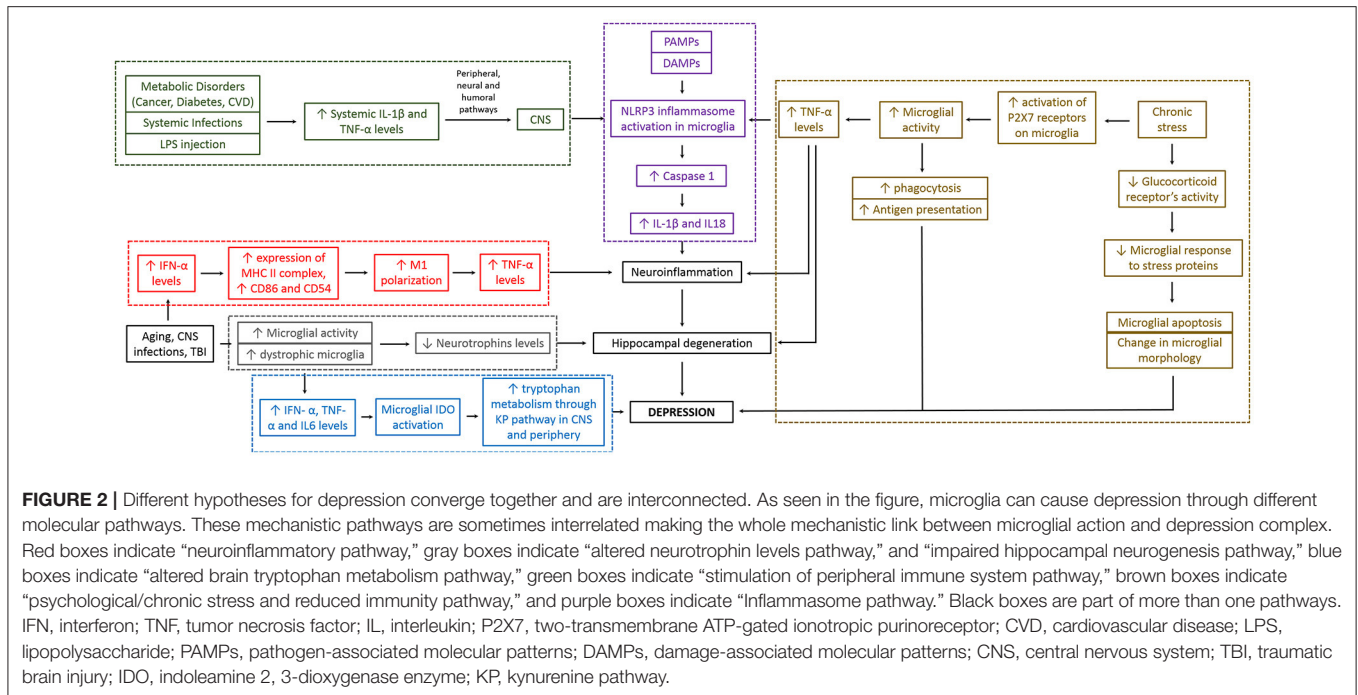 PAMPs
DAMPs
Metabolic Disorders
(Cancer, Diabetes, CVD)
Systemic Infections
LPS injection
↑ Systemic IL-1β and
TNF-α levels
Peripheral,
neural and
humoral
pathways
CNS
NLRP3 inflammasome
activation in microglia
↑ Caspase 1
↑ IL-1β and IL18
↑ TNF-α
levels
↑ Microglial
activity
↑ activation of
P2X7 receptors
on microglia
Chronic
stress
↑ phagocytosis
↑ Antigen presentation
↓ Glucocorticoid
receptor's activity
↓ Microglial response
to stress proteins
Microglial apoptosis
Change in microglial
morphology
↑ IFN-α
levels
↑ expression of
MHC II complex,
↑ CD86 and CD54
↑ M1
polarization
↑ TNF-α
levels
Neuroinflammation
Aging, CNS
infections, TBI
↑ Microglial activity
↑ dystrophic microglia
↓ Neurotrophins levels
Hippocampal degeneration
↑ IFN- α, TNF-
α and IL6 levels
Microglial IDO
activation
↑ tryptophan
metabolism through
KP pathway in CNS
and periphery
DEPRESSION
FIGURE 2 | Different hypotheses for depression converge together and are interconnected. As seen in the figure, microglia can cause depression through different
molecular pathways. These mechanistic pathways are sometimes interrelated making the whole mechanistic link between microglial action and depression complex.
Red boxes indicate “neuroinflammatory pathway,” gray boxes indicate “altered neurotrophin levels pathway,” and “impaired hippocampal neurogenesis pathway,” blue
boxes indicate “altered brain tryptophan metabolism pathway,” green boxes indicate “stimulation of peripheral immune system pathway,” brown boxes indicate
“psychological/chronic stress and reduced immunity pathway,” and purple boxes indicate “Inflammasome pathway.” Black boxes are part of more than one pathways.
IFN, interferon; TNF, tumor necrosis factor; IL, interleukin; P2X7, two-transmembrane ATP-gated ionotropic purinoreceptor; CVD, cardiovascular disease; LPS,
lipopolysaccharide; PAMPs, pathogen-associated molecular patterns; DAMPs, damage-associated molecular patterns; CNS, central nervous system; TBI, traumatic
brain injury; IDO, indoleamine 2, 3-dioxygenase enzyme; KP, kynurenine pathway.